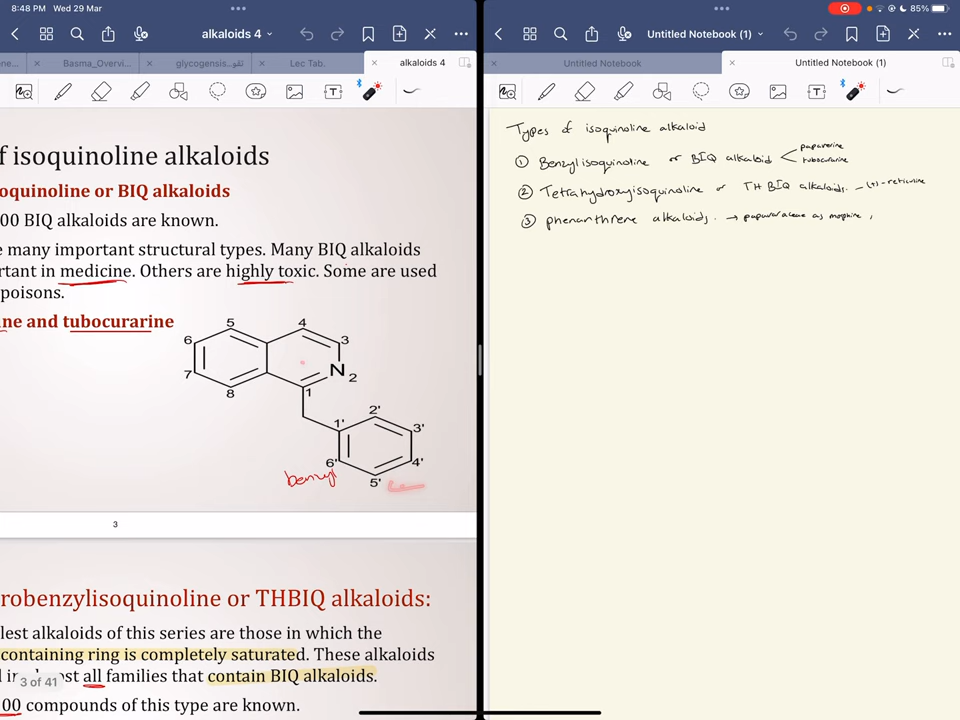 8:48 PM Wed 29 Mar
85%
alkaloids 4
Untitled Notebook (1)
Basma_Overvi...
Lec Tab.
alkaloids 4
Untitled Notebook
Untitled Notebook (1)
of isoquinoline alkaloids
oquinoline or BIQ alkaloids
00 BIQ alkaloids are known.
e many important structural types. Many BIQ alkaloids
rtant in medicine. Others are highly toxic. Some are used
poisons.
ne and tubocurarine
5
4
6
3
7
N
2
8
1
1'
2'
3'
6'
4'
5'
benzyl
3
robenzylisoquinoline or THBIQ alkaloids:
lest alkaloids of this series are those in which the
containing ring is completely saturated. These alkaloids
all families that contain BIQ alkaloids.
3 of 41
00 compounds of this type are known.
Types of isoquinoline alkaloid
① Benzylisoquinoline or BIQ alkaloid papaverine
tubocurarine
② Tetrahydroxyisoquinoline or THBIQ alkaloids. - (+)-reticuline
③ phenanthrene alkaloids. → as morphine,